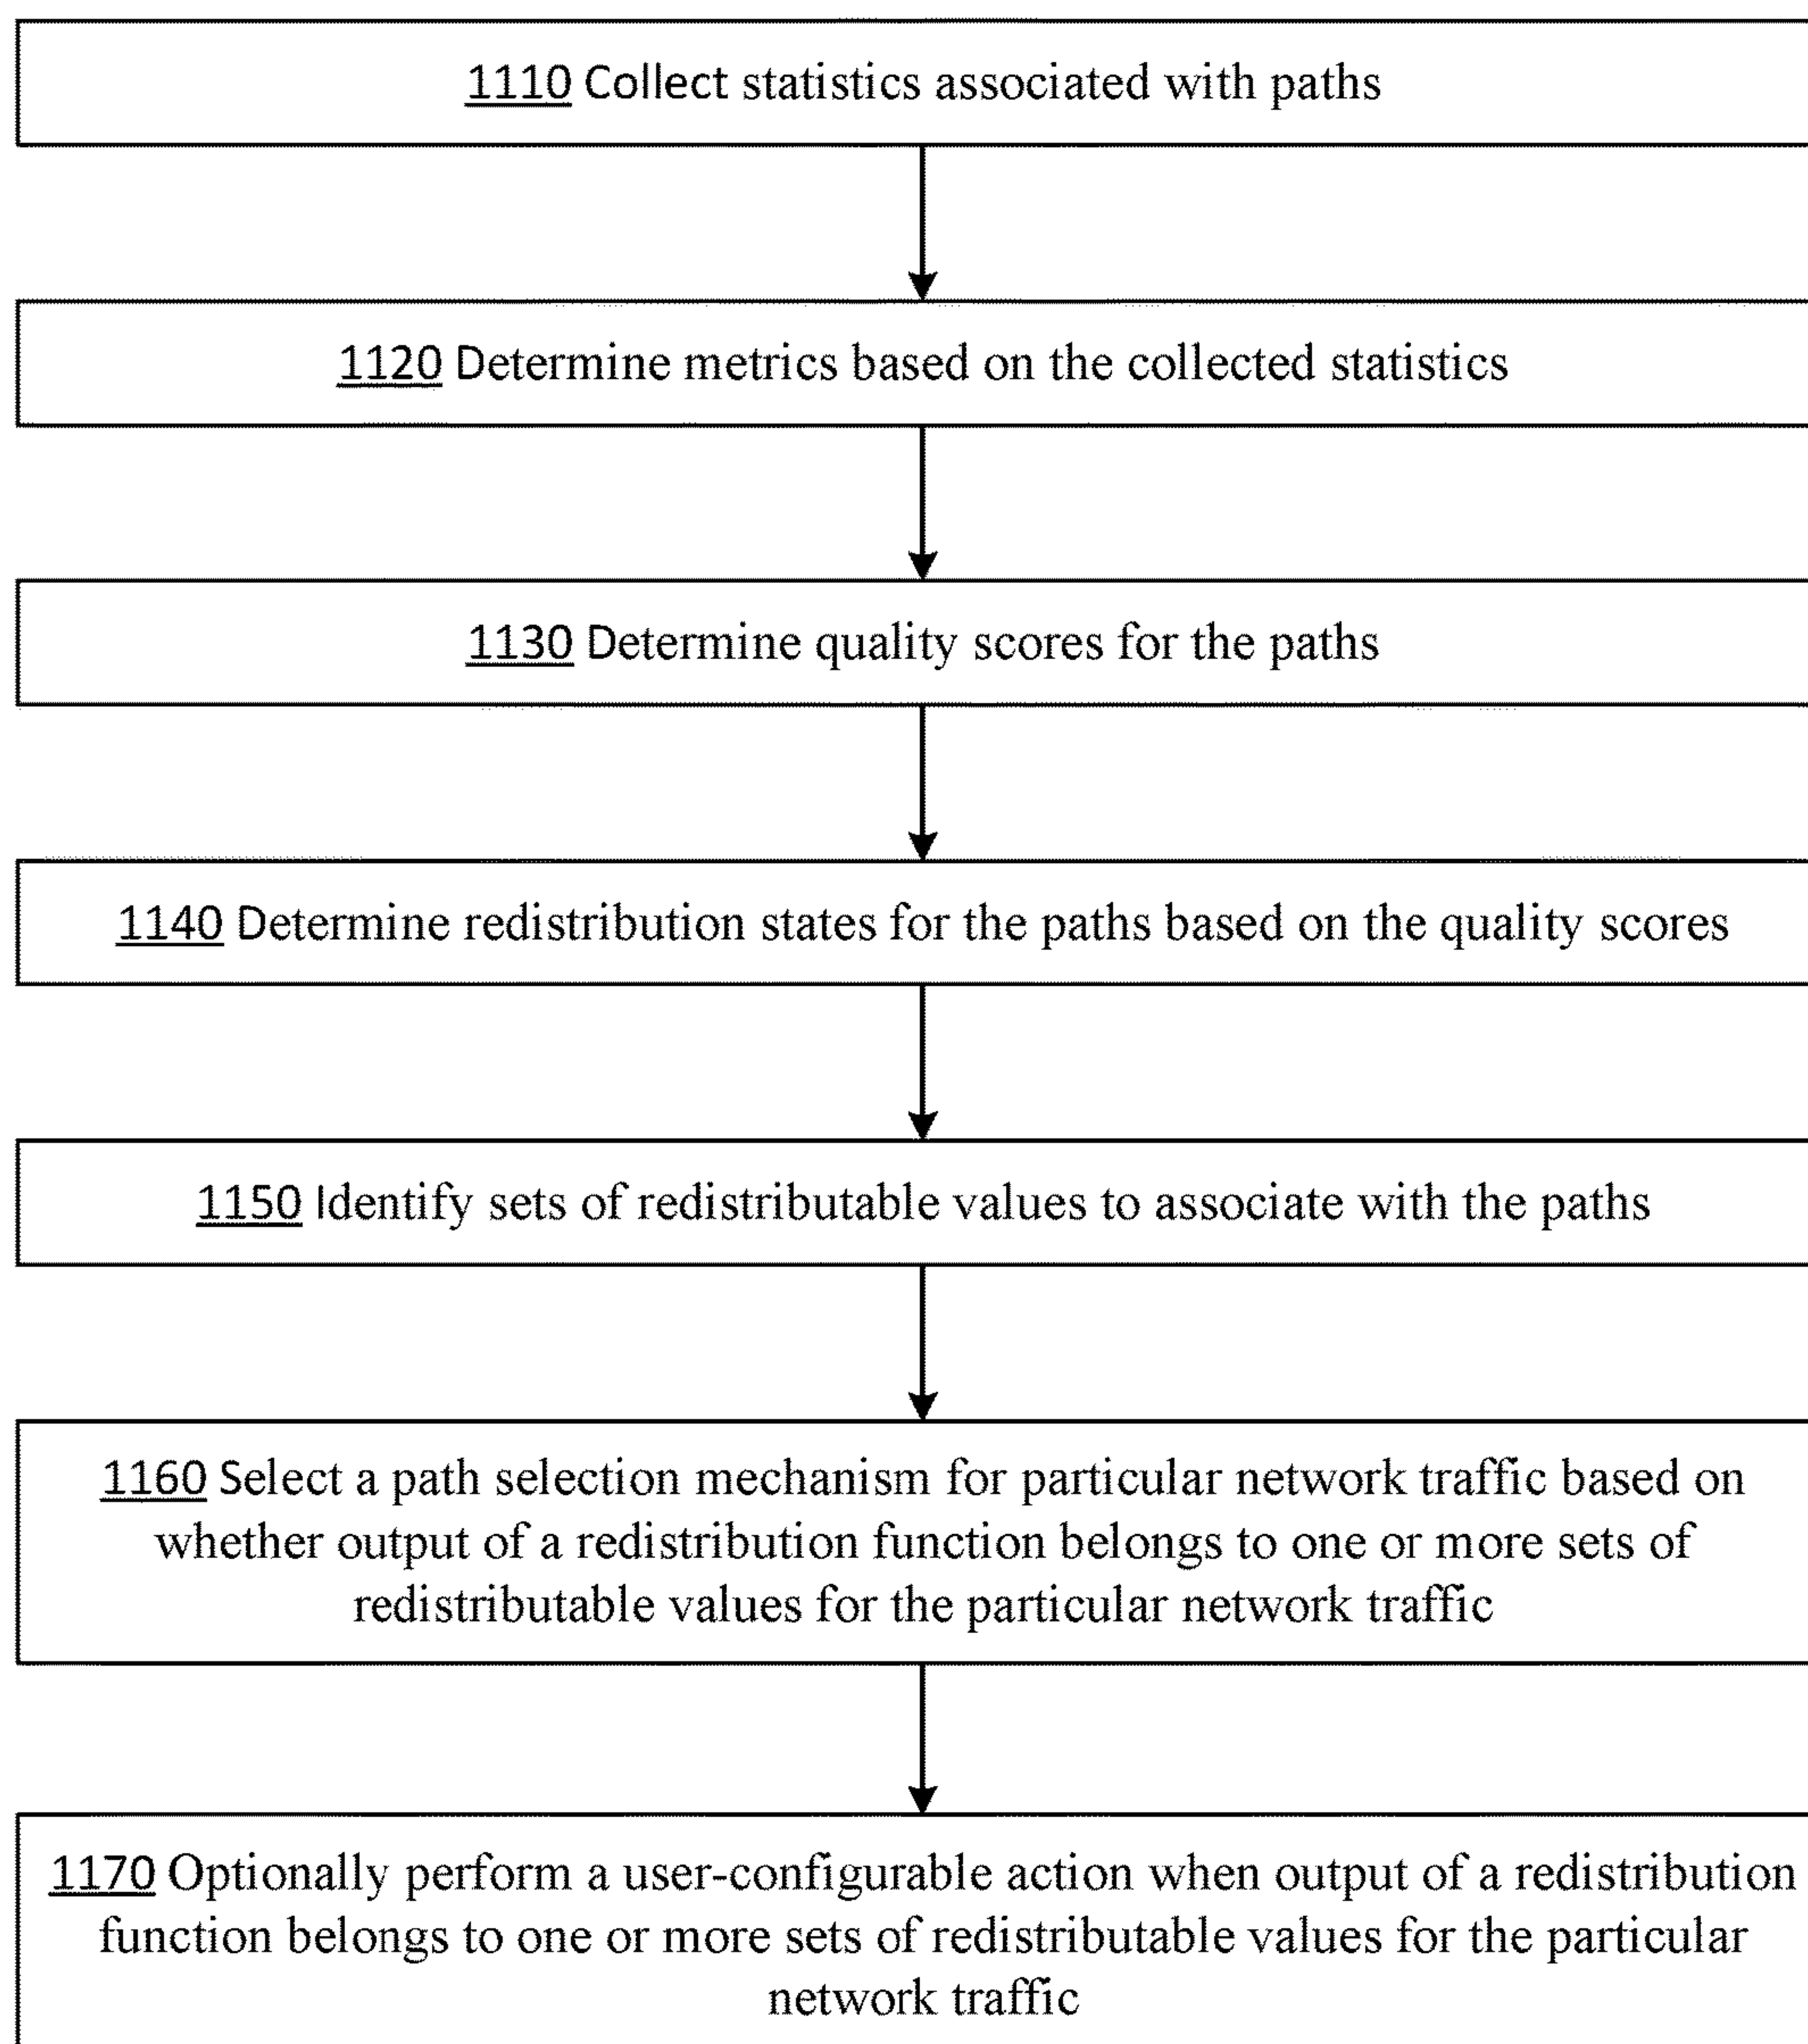 1110 Collect statistics associated with paths
1120 Determine metrics based on the collected statistics
1130 Determine quality scores for the paths
1140 Determine redistribution states for the paths based on the quality scores
1150 Identify sets of redistributable values to associate with the paths
1160 Select a path selection mechanism for particular network traffic based on
whether output of a redistribution function belongs to one or more sets of
redistributable values for the particular network traffic
1170 Optionally perform a user-configurable action when output of a redistribution
function belongs to one or more sets of redistributable values for the particular
network traffic